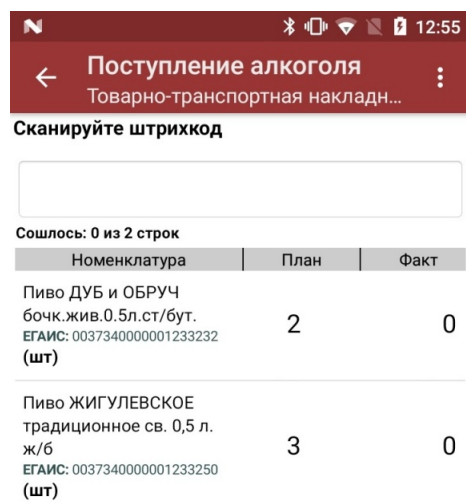 N 12:55
Поступление алкоголя
Товарно-транспортная накладн...
Сканируйте штрихкод
Сошлось: 0 из 2 строк
Номенклатура План Факт
Пиво ДУБ и ОБРУЧ
бочк.жив.0.5л.ст/бут.
ЕГАИС: 0037340000001233232
(шт)
2 0
Пиво ЖИГУЛЕВСКОЕ
традиционное св. 0,5 л.
ж/б
ЕГАИС: 0037340000001233250
(шт)
3 0